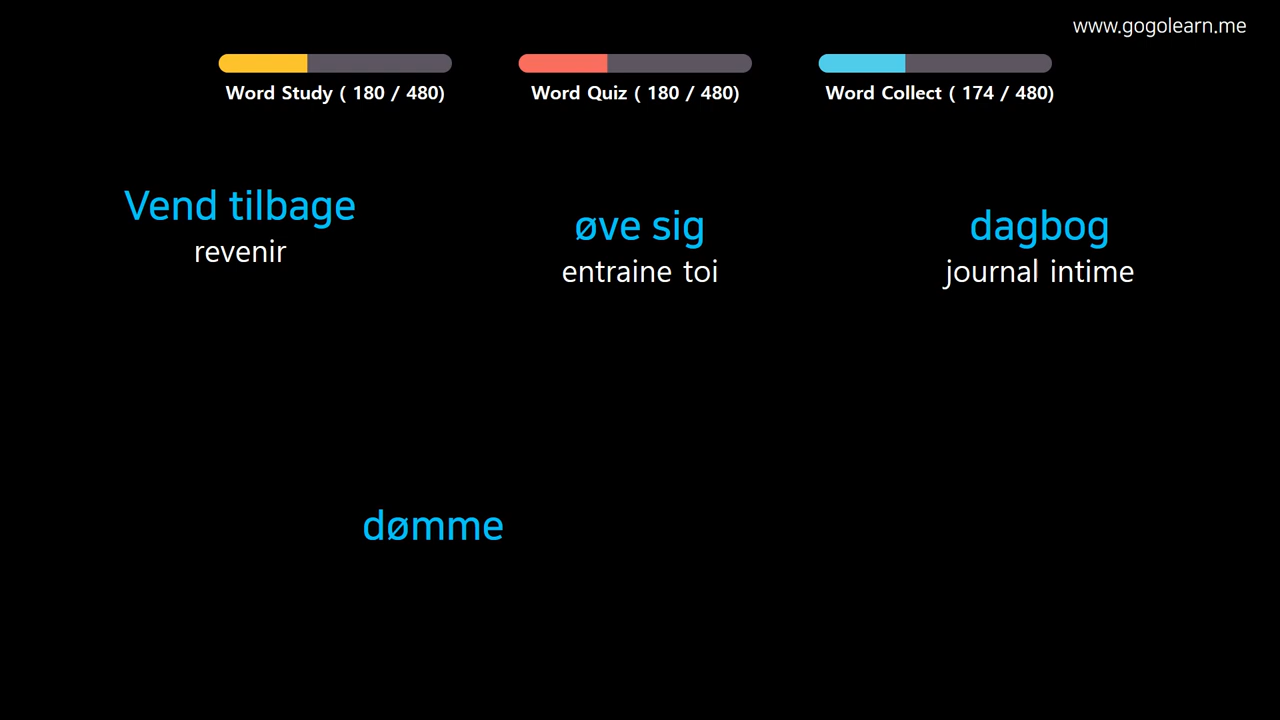 www.gogolearn.me
Word Study ( 180 / 480)
Word Quiz ( 180 / 480)
Word Collect ( 174 / 480)
Vend tilbage
revenir
øve sig
entraine toi
dagbog
journal intime
dømme